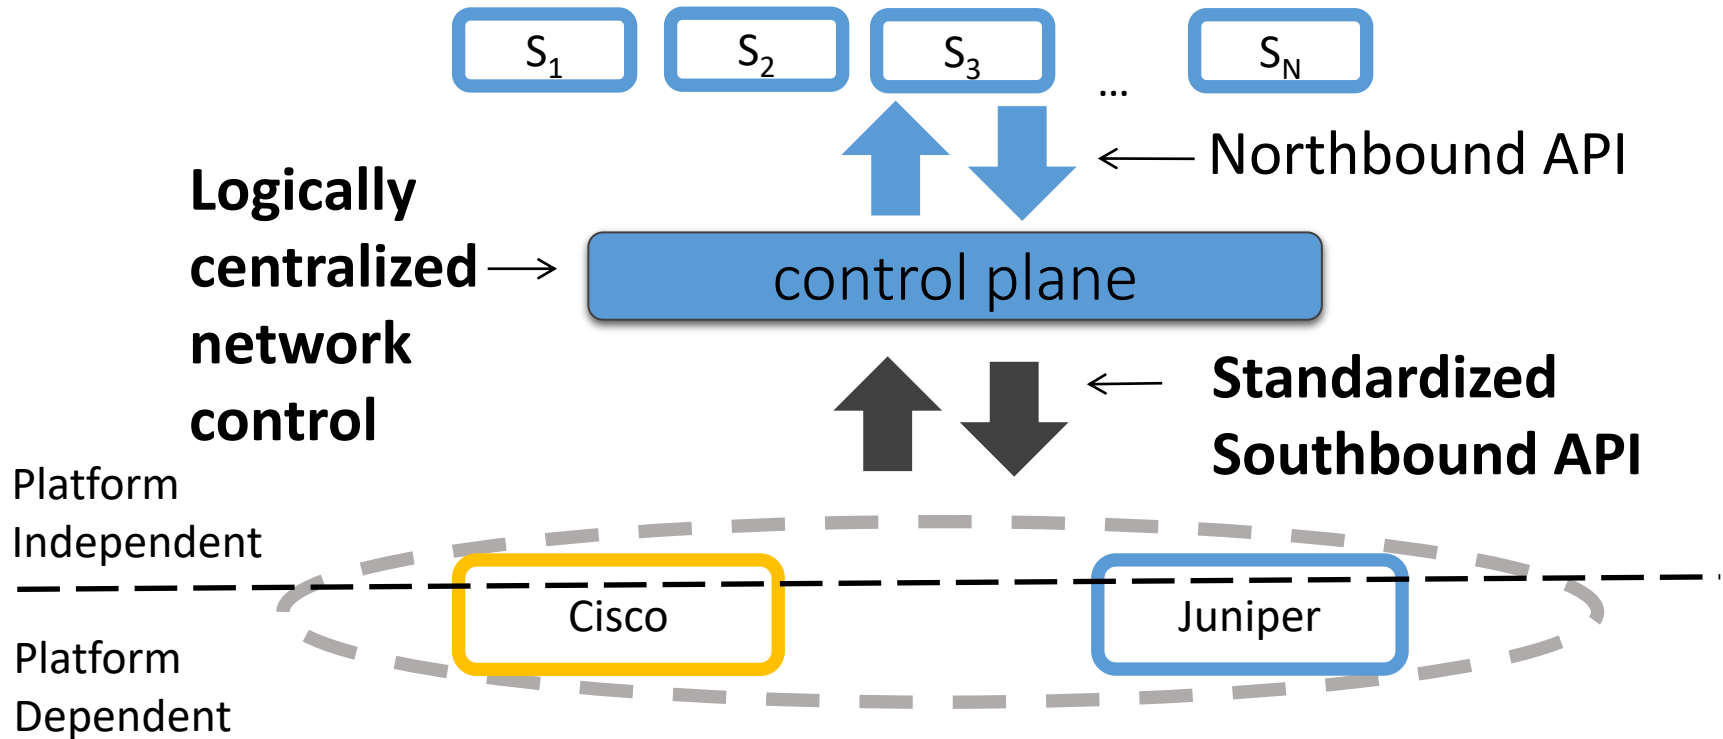 S1
S2
S3
...
SN
Northbound API
Logically
centralized
network
control
control plane
Standardized
Southbound API
Platform
Independent
Cisco
Juniper
Platform
Dependent